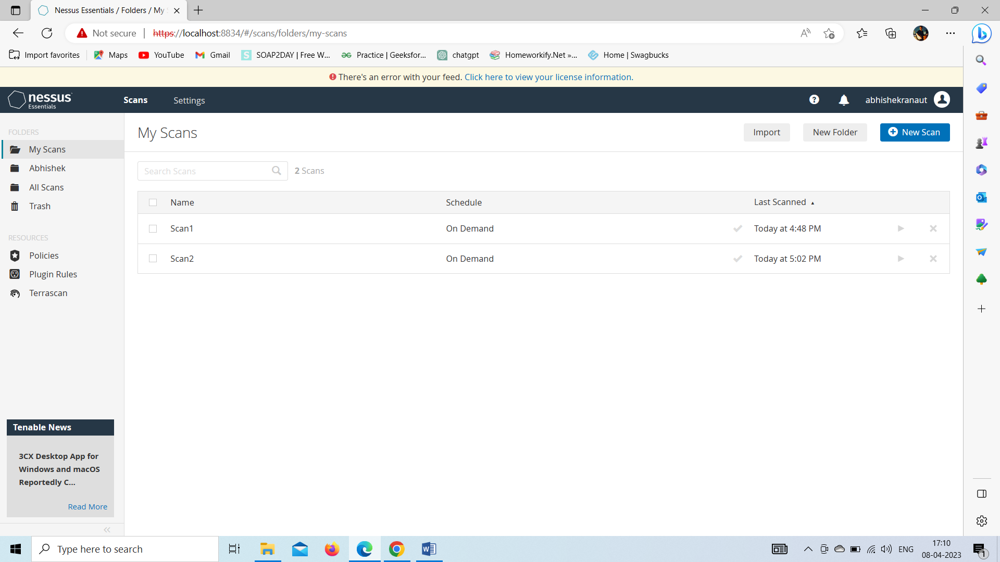 Nessus Essentials / Folders / My
Not secure
https://localhost:8834/#/scans/folders/my-scans
Import favorites
Maps
YouTube
Gmail
SOAP2DAY | Free W...
Practice | Geeksfor...
chatgpt
Homeworkify.Net »...
Home | Swagbucks
There's an error with your feed. Click here to view your license information.
nessus
Essentials
Scans
Settings
abhishekranaut
FOLDERS
My Scans
Abhishek
All Scans
Trash
RESOURCES
Policies
Plugin Rules
Terrascan
My Scans
Import
New Folder
New Scan
Search Scans
2 Scans
Name Schedule Last Scanned
Scan1 On Demand Today at 4:48 PM
Scan2 On Demand Today at 5:02 PM
Tenable News
3CX Desktop App for
Windows and macOS
Reportedly C...
Read More
Type here to search
ENG
17:10
08-04-2023
1